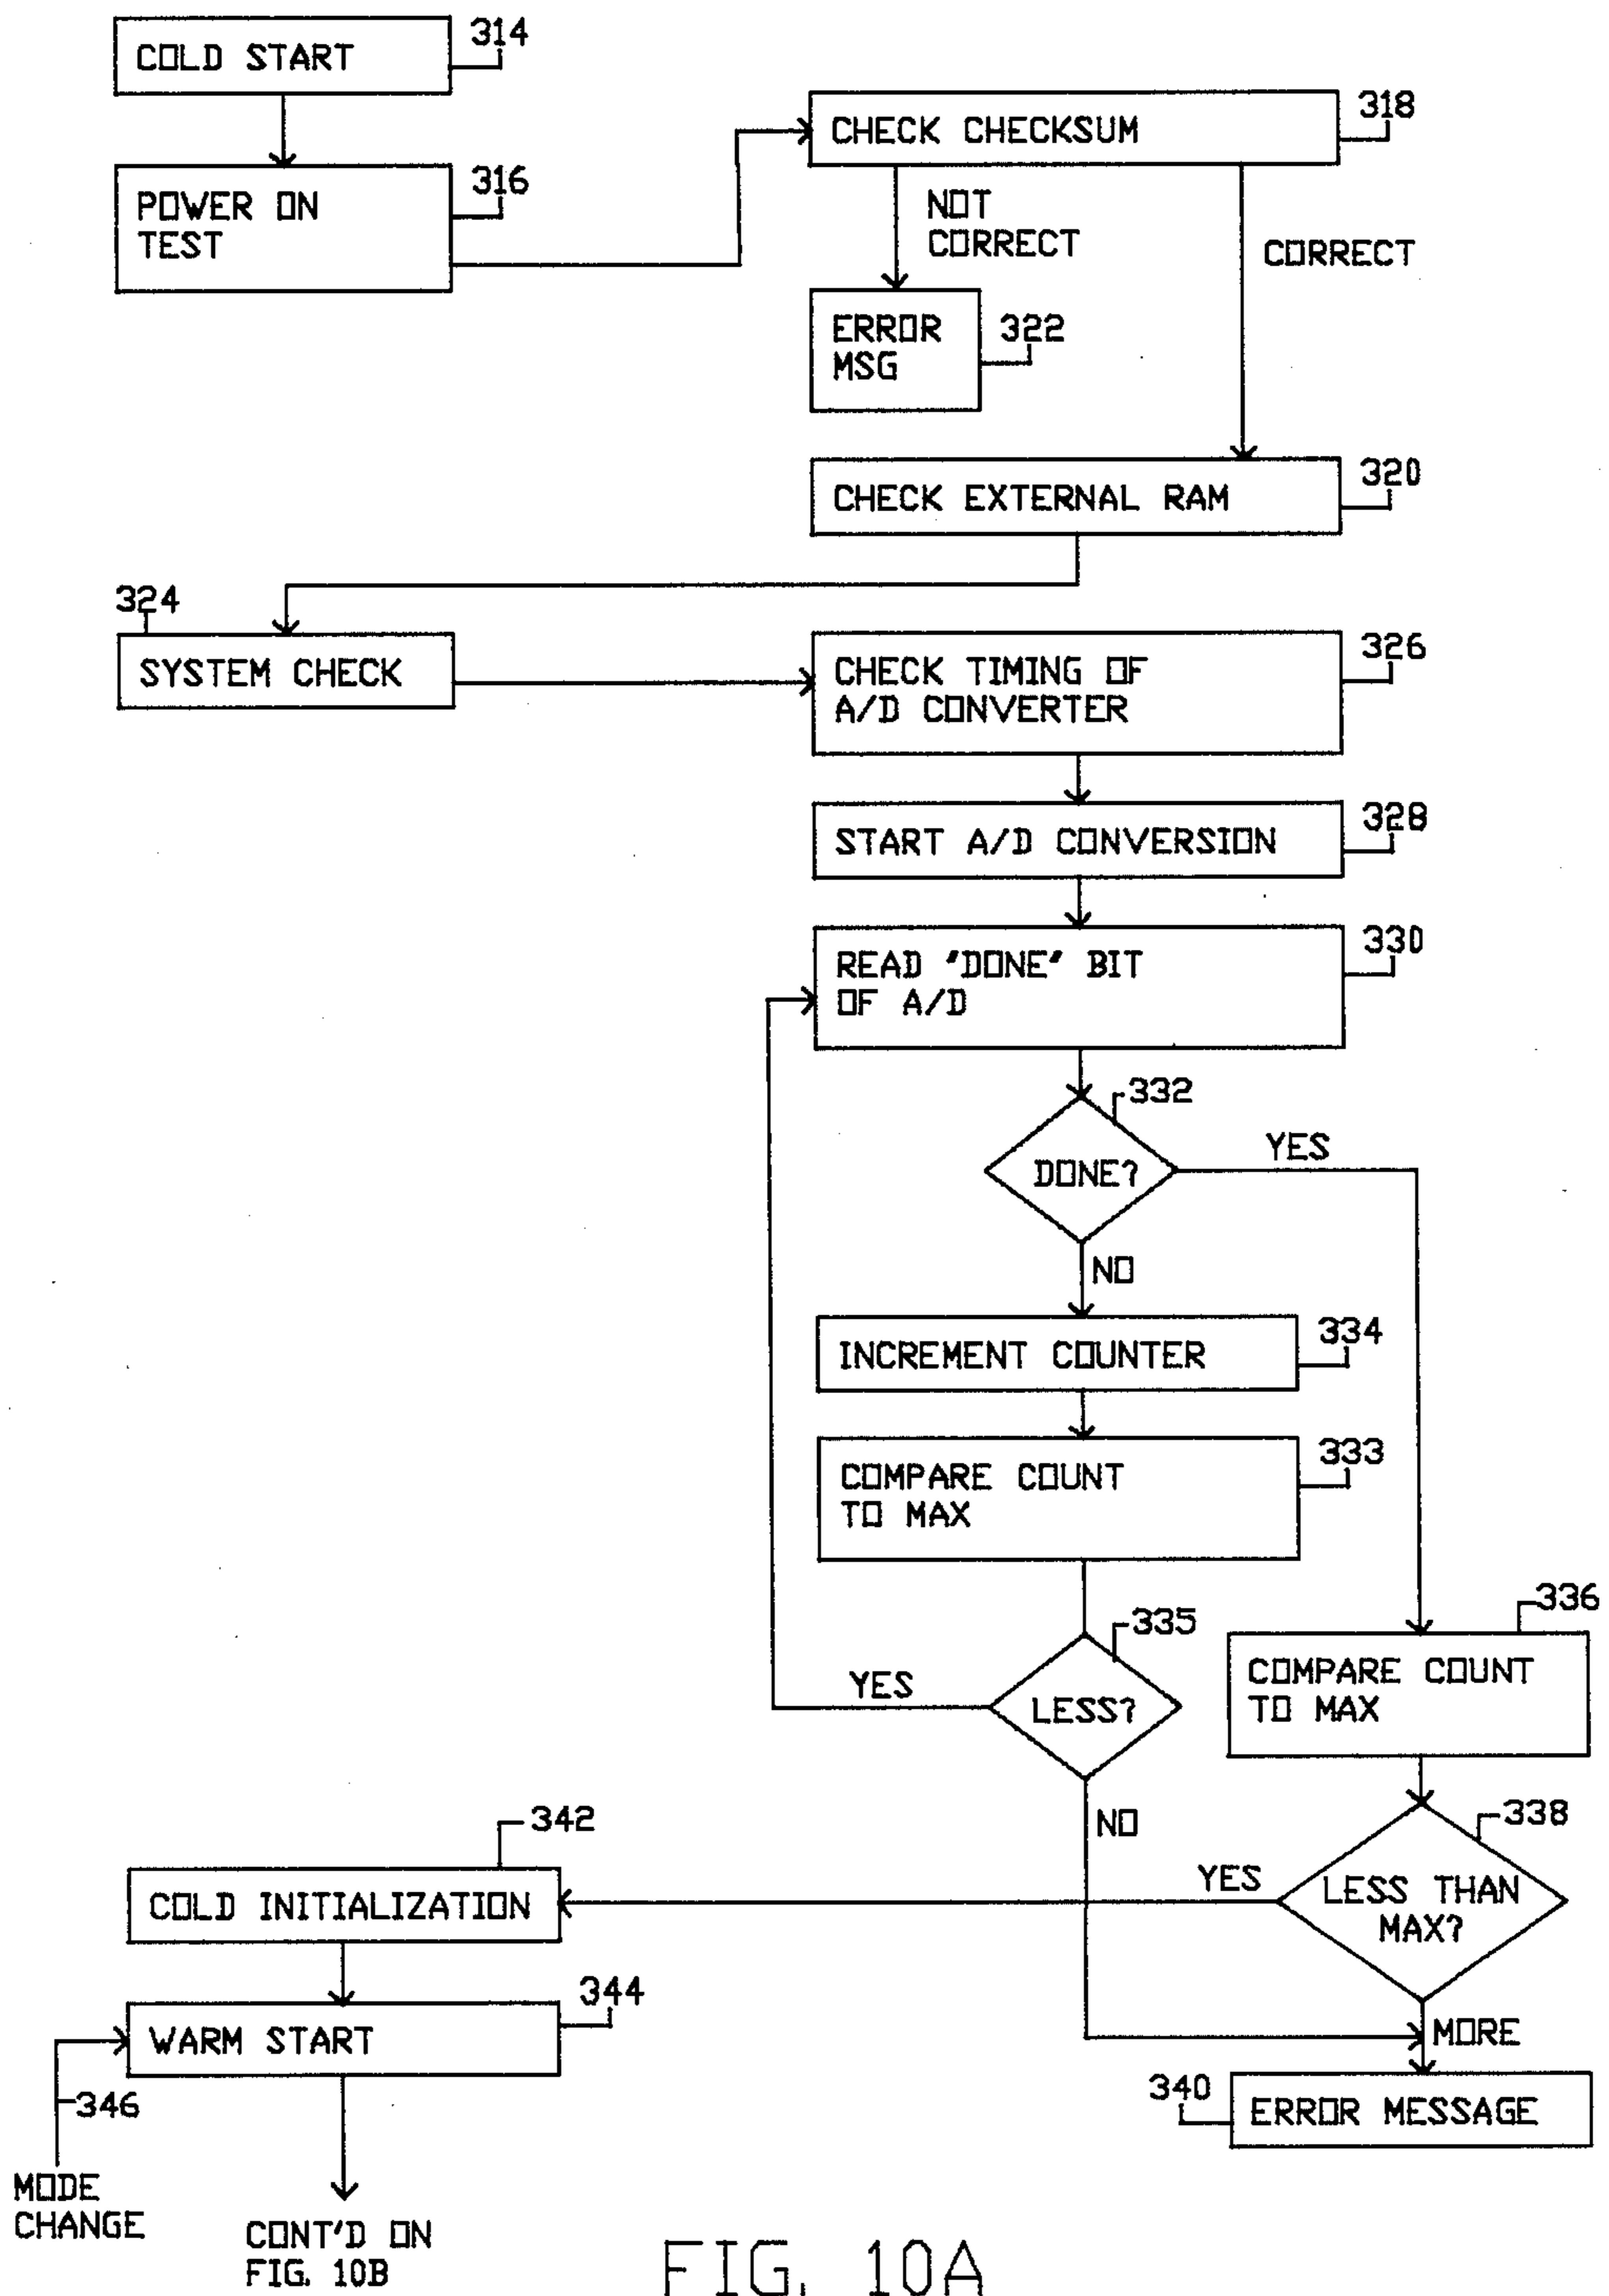 COLD START
314
POWER ON
TEST
316
CHECK CHECKSUM
318
NOT
CORRECT
CORRECT
ERROR
MSG
322
CHECK EXTERNAL RAM
320
324
SYSTEM CHECK
CHECK TIMING OF
A/D CONVERTER
326
START A/D CONVERSION
328
READ "DONE" BIT
OF A/D
330
332
DONE?
YES
NO
INCREMENT COUNTER
334
COMPARE COUNT
TO MAX
333
335
LESS?
YES
NO
336
COMPARE COUNT
TO MAX
338
LESS THAN
MAX?
YES
MORE
340
ERROR MESSAGE
342
COLD INITIALIZATION
344
WARM START
346
MODE
CHANGE
CONT'D ON
FIG. 10B
FIG. 10A